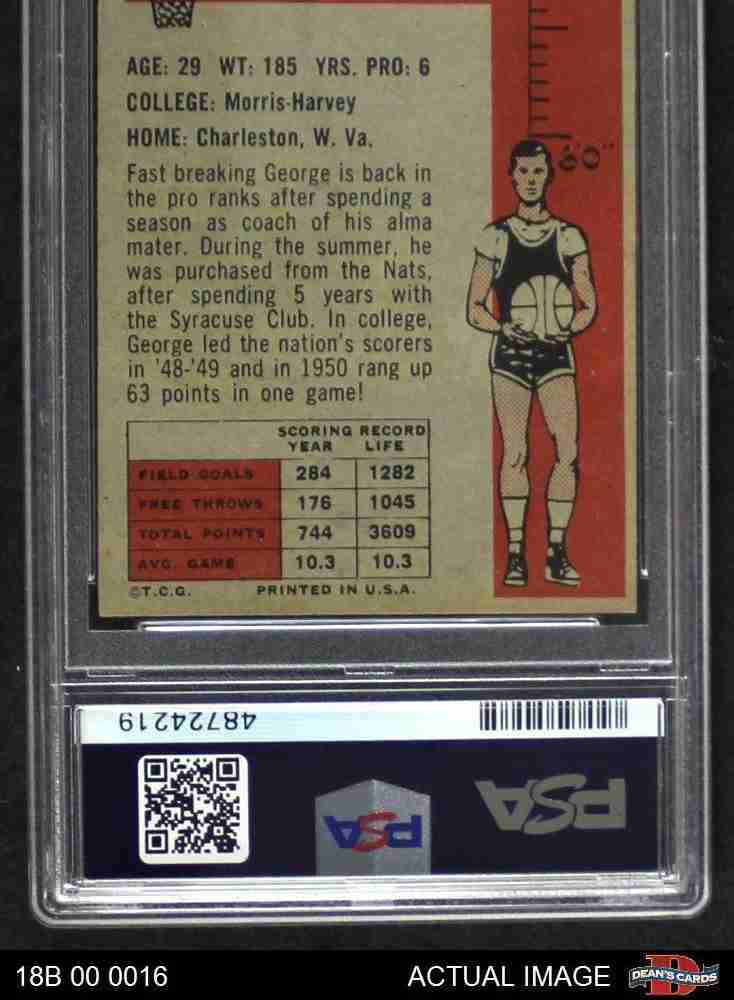 AGE: 29 WT: 185 YRS. PRO: 6
COLLEGE: Morris-Harvey
HOME: Charleston, W. Va.
Fast breaking George is back in
the pro ranks after spending a
season as coach of his alma
mater. During the summer, he
was purchased from the Nats,
after spending 5 years with
the Syracuse Club. In college,
George led the nation's scorers
in '48-'49 and in 1950 rang up
63 points in one game!
6'0"
SCORING RECORD
YEAR LIFE
FIELD GOALS 284 1282
FREE THROWS 176 1045
TOTAL POINTS 744 3609
AVG. GAME 10.3 10.3
©T.C.G. PRINTED IN U.S.A.
48724219
PSA
PSA
18B 00 0016 ACTUAL IMAGE DEAN'S CARDS